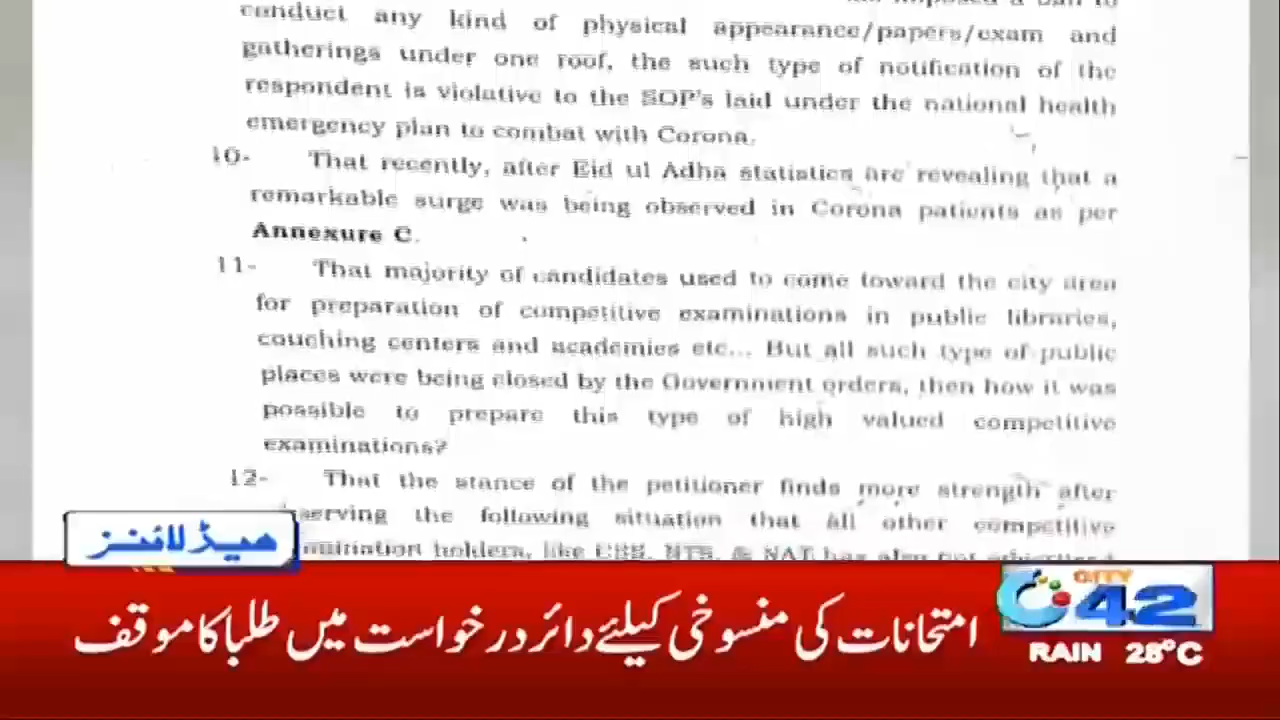 conduct any kind of physical appearance/papers/exam and
gatherings under one roof, the such type of notification of the
respondent is violative to the SOP's laid under the national health
emergency plan to combat with Corona.
10- That recently, after Eid ul Adha statistics are revealing that a
remarkable surge was being observed in Corona patients as per
Annexure C.
11- That majority of candidates used to come toward the city area
for preparation of competitive examinations in public libraries,
couching centers and academies etc... But all such type of public
places were being closed by the Government orders, then how it was
possible to prepare this type of high valued competitive
examinations?
12- That the stance of the petitioner finds more strength after
the following situation that all other competitive
holders, like & NAT has also not
ہیڈ لائنز
امتحانات کی منسوخی کیلئے دائر درخواست میں طلبا کا موقف
CITY
42
RAIN 28°C